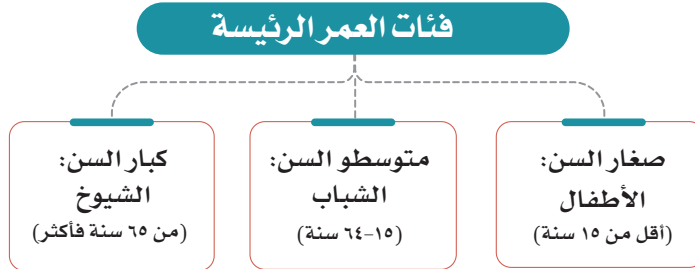 فئات العمر الرئيسة
صغار السن:
الأطفال
(أقل من ١٥ سنة)
متوسطو السن:
الشباب
(١٥-٦٤ سنة)
كبار السن:
الشيوخ
(من ٦٥ سنة فأكثر)